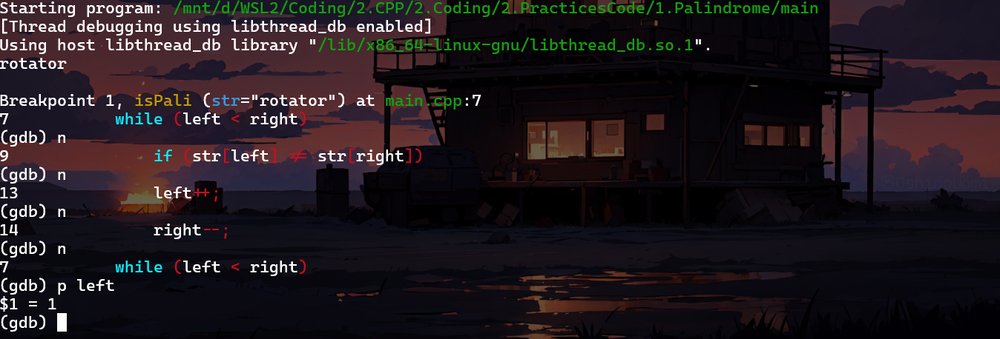 Starting program: /mnt/d/WSL2/Coding/2.CPP/2.Coding/2.PracticesCode/1.Palindrome/main
[Thread debugging using libthread_db enabled]
Using host libthread_db library "/lib/x86_64-linux-gnu/libthread_db.so.1".
rotator

Breakpoint 1, isPali (str="rotator") at main.cpp:7
7           while (left < right)
(gdb) n
9               if (str[left] != str[right])
(gdb) n
13              left++;
(gdb) n
14              right--;
(gdb) n
7           while (left < right)
(gdb) p left
$1 = 1
(gdb)